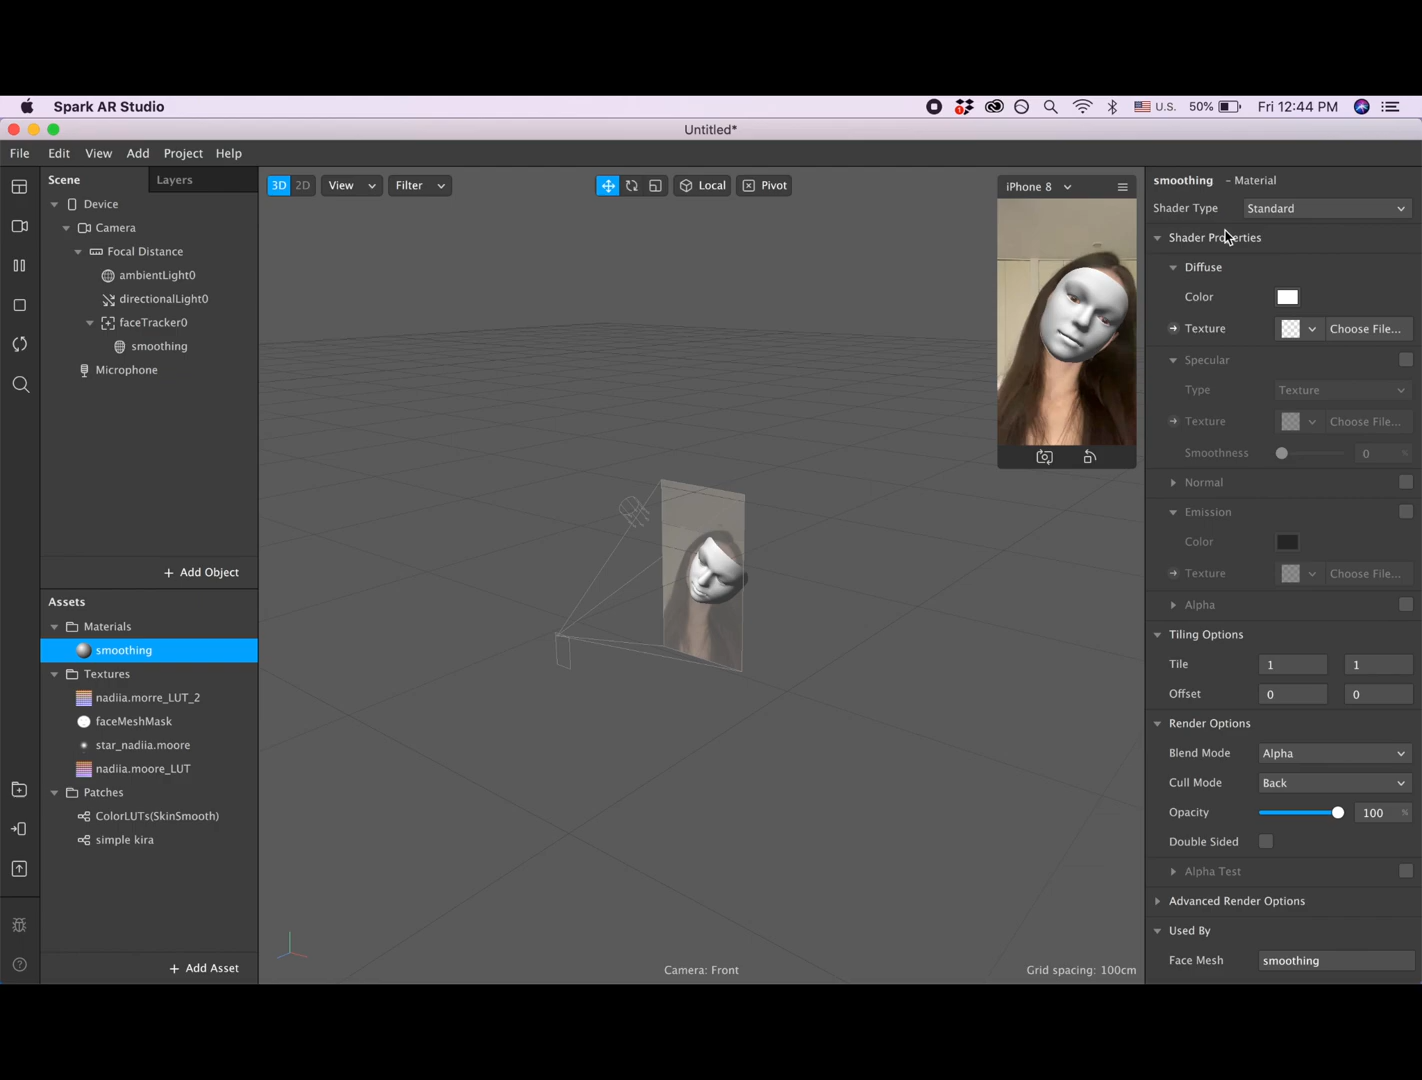 Spark AR Studio
U.S.
50%
Fri 12:44 PM
1
Untitled*
File Edit View Add Project Help
Scene
Layers
Device
Camera
Focal Distance
ambientLight0
directionalLight0
faceTracker0
smoothing
Microphone
+ Add Object
Assets
Materials
smoothing
Textures
nadiia.morre_LUT_2
faceMeshMask
star_nadiia.moore
nadiia.moore_LUT
Patches
ColorLUTs(SkinSmooth)
simple kira
+ Add Asset
3D 2D
View
Filter
Local
Pivot
iPhone 8
Camera: Front
Grid spacing: 100cm
smoothing - Material
Shader Type Standard
Shader Properties
Diffuse
Color
Texture Choose File...
Specular
Type Texture
Texture Choose File...
Smoothness 0 %
Normal
Emission
Color
Texture Choose File...
Alpha
Tiling Options
Tile 1 1
Offset 0 0
Render Options
Blend Mode Alpha
Cull Mode Back
Opacity 100 %
Double Sided
Alpha Test
Advanced Render Options
Used By
Face Mesh smoothing